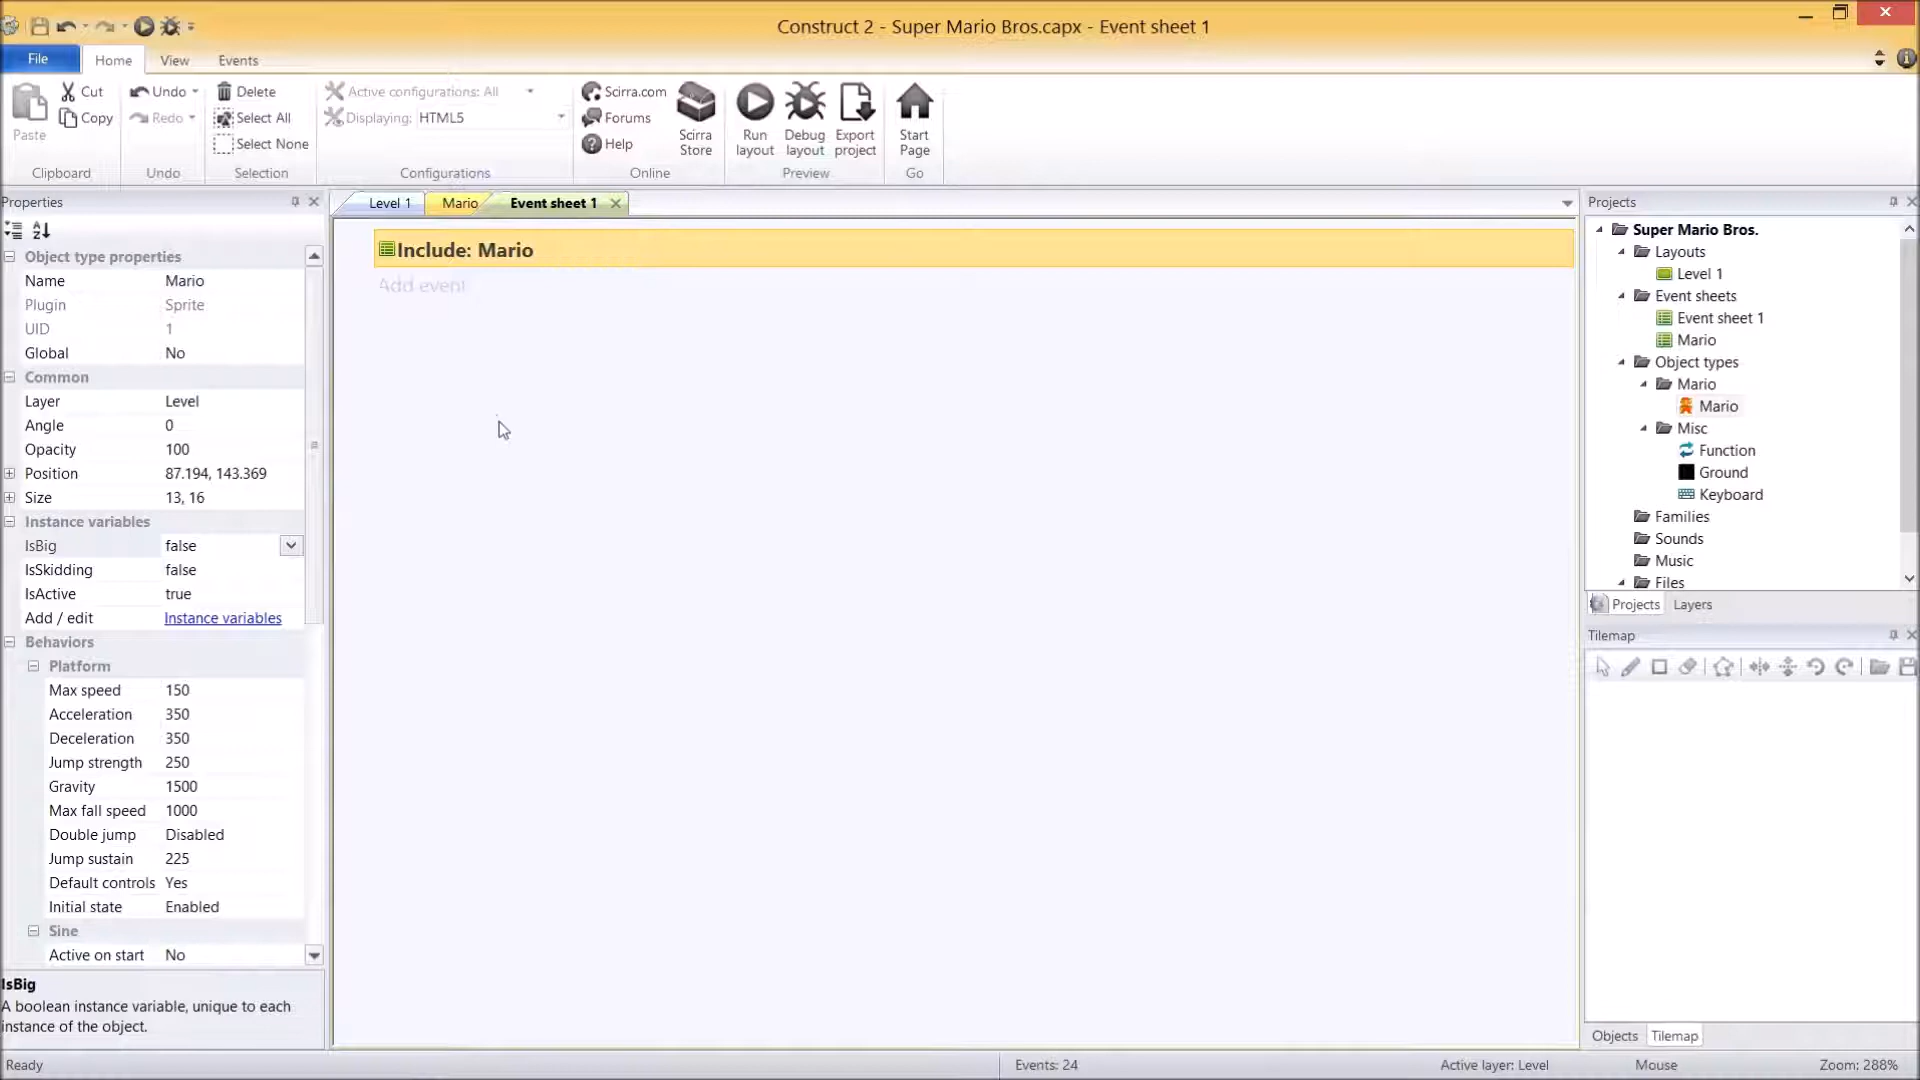 Construct 2 - Super Mario Bros.capx - Event sheet 1
File Home View Events
Paste
Cut
Copy
Clipboard
Undo
Redo
Undo
Delete
Select All
Select None
Selection
Active configurations: All
Displaying: HTML5
Configurations
Scirra.com
Forums
Help
Scirra
Store
Online
Run
layout
Debug
layout
Export
project
Preview
Start
Page
Go
Properties
Object type properties
Name Mario
Plugin Sprite
UID 1
Global No
Common
Layer Level
Angle 0
Opacity 100
Position 87.194, 143.369
Size 13, 16
Instance variables
IsBig false
IsSkidding false
IsActive true
Add / edit Instance variables
Behaviors
Platform
Max speed 150
Acceleration 350
Deceleration 350
Jump strength 250
Gravity 1500
Max fall speed 1000
Double jump Disabled
Jump sustain 225
Default controls Yes
Initial state Enabled
Sine
Active on start No
IsBig
A boolean instance variable, unique to each
instance of the object.
Level 1 Mario Event sheet 1
Include: Mario
Add event
Projects
Super Mario Bros.
Layouts
Level 1
Event sheets
Event sheet 1
Mario
Object types
Mario
Mario
Misc
Function
Ground
Keyboard
Families
Sounds
Music
Files
Projects Layers
Tilemap
Objects Tilemap
Ready Events: 24 Active layer: Level Mouse Zoom: 288%